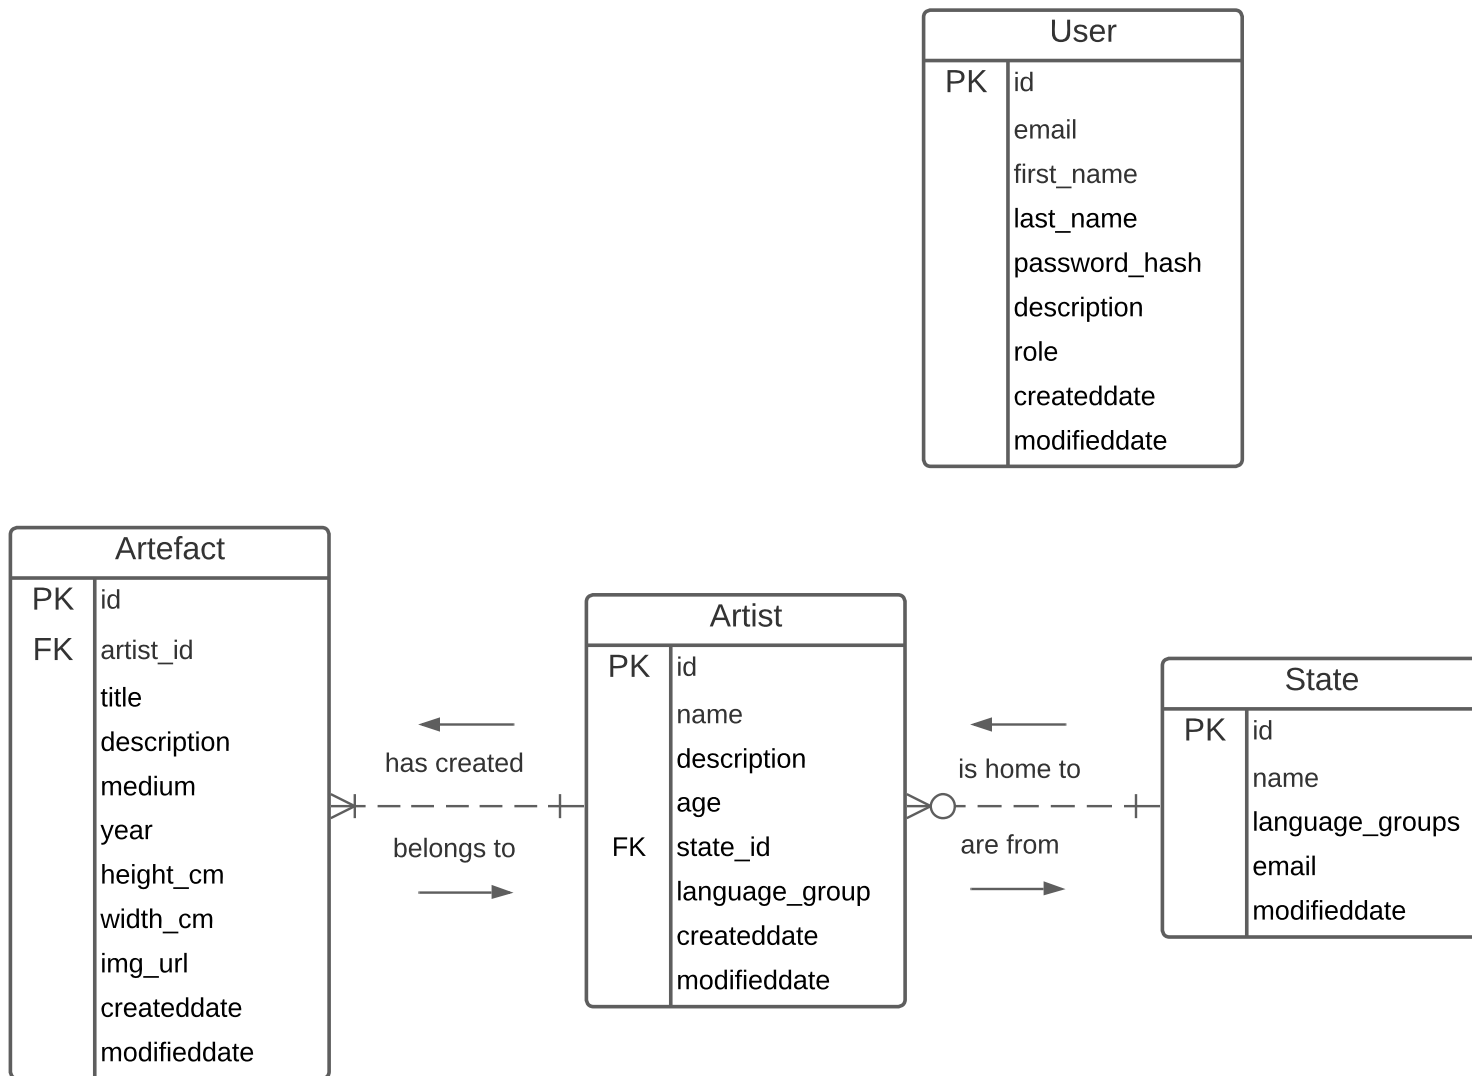 User
PK id
email
first_name
last_name
password_hash
description
role
createddate
modifieddate
Artefact
PK id
FK artist_id
title
description
medium
year
height_cm
width_cm
img_url
createddate
modifieddate
has created
belongs to
Artist
PK id
name
description
age
FK state_id
language_group
createddate
modifieddate
is home to
are from
State
PK id
name
language_groups
email
modifieddate